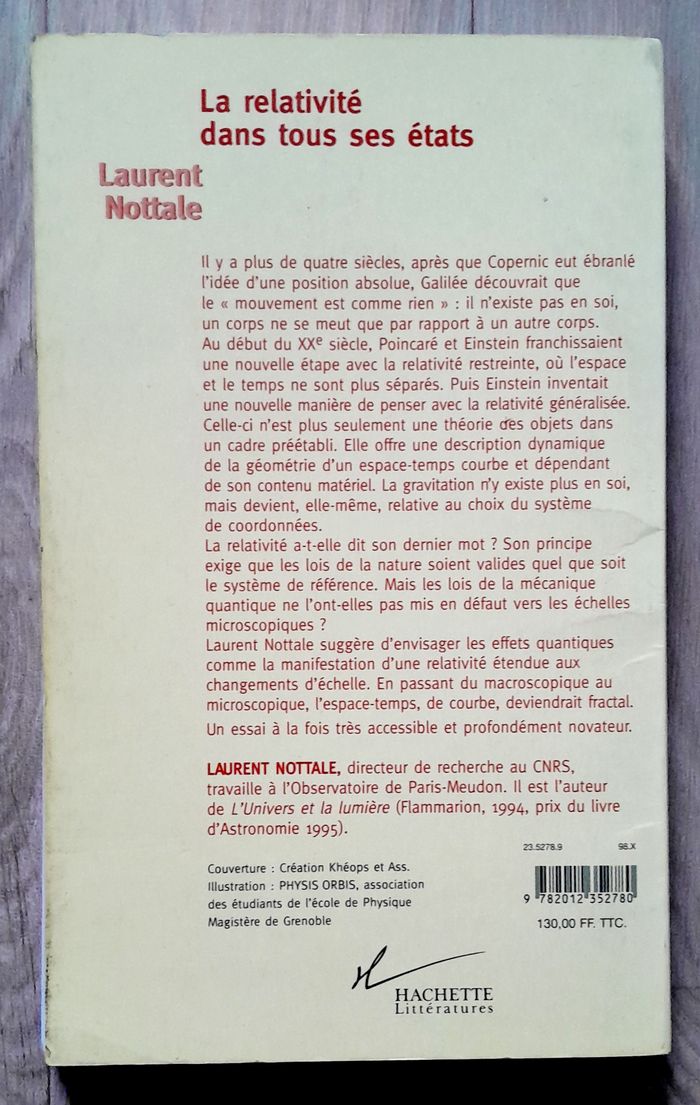 La relativité
dans tous ses états
Laurent
Nottale
Il y a plus de quatre siècles, après que Copernic eut ébranlé
l'idée d'une position absolue, Galilée découvrait que
le « mouvement est comme rien » : il n'existe pas en soi,
un corps ne se meut que par rapport à un autre corps.
Au début du XXe siècle, Poincaré et Einstein franchissaient
une nouvelle étape avec la relativité restreinte, où l'espace
et le temps ne sont plus séparés. Puis Einstein inventait
une nouvelle manière de penser avec la relativité généralisée.
Celle-ci n'est plus seulement une théorie des objets dans
un cadre préétabli. Elle offre une description dynamique
de la géométrie d'un espace-temps courbe et dépendant
de son contenu matériel. La gravitation n'y existe plus en soi,
mais devient, elle-même, relative au choix du système
de coordonnées.
La relativité a-t-elle dit son dernier mot ? Son principe
exige que les lois de la nature soient valides quel que soit
le système de référence. Mais les lois de la mécanique
quantique ne l'ont-elles pas mis en défaut vers les échelles
microscopiques ?
Laurent Nottale suggère d'envisager les effets quantiques
comme la manifestation d'une relativité étendue aux
changements d'échelle. En passant du macroscopique au
microscopique, l'espace-temps, de courbe, deviendrait fractal.
Un essai à la fois très accessible et profondément novateur.
LAURENT NOTTALE, directeur de recherche au CNRS,
travaille à l'Observatoire de Paris-Meudon. Il est l'auteur
de L'Univers et la lumière (Flammarion, 1994, prix du livre
d'Astronomie 1995).
23.5278.9 98.X
Couverture : Création Khéops et Ass.
Illustration : PHYSIS ORBIS, association
des étudiants de l'école de Physique
Magistère de Grenoble
9 782012 352780
130,00 FF. TTC.
HACHETTE
Littératures